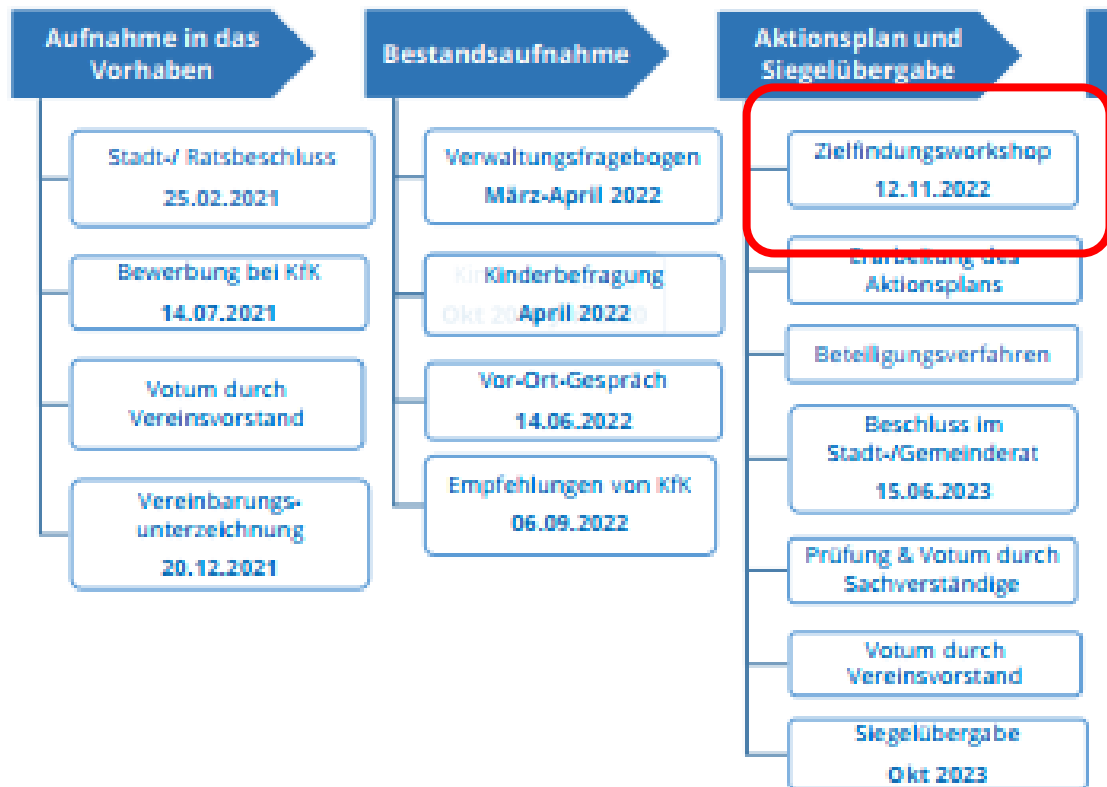 Aufnahme in das
Vorhaben
Stadt-/ Ratsbeschluss
25.02.2021
Bewerbung bei KfK
14.07.2021
Votum durch
Vereinsvorstand
Vereinbarungs-
unterzeichnung
20.12.2021
Bestandsaufnahme
Verwaltungsfragebogen
März-April 2022
Kinderbefragung
April 2022
Vor-Ort-Gespräch
14.06.2022
Empfehlungen von KfK
06.09.2022
Aktionsplan und
Siegelübergabe
Zielfindungsworkshop
12.11.2022
Erarbeitung des
Aktionsplans
Beteiligungsverfahren
Beschluss im
Stadt-/Gemeinderat
15.06.2023
Prüfung & Votum durch
Sachverständige
Votum durch
Vereinsvorstand
Siegelübergabe
Okt 2023